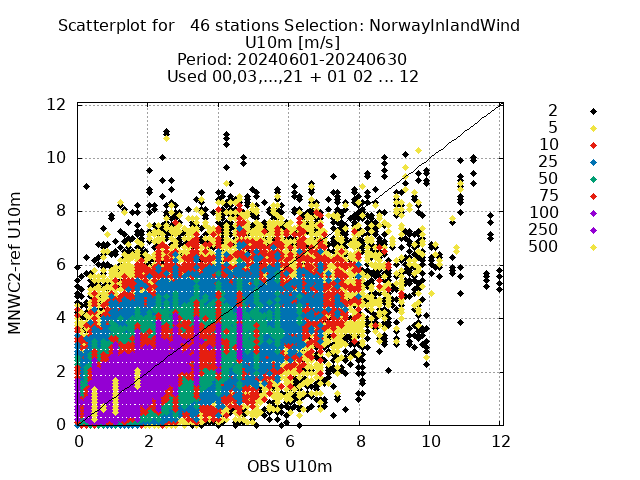 Scatterplot for   46 stations Selection: NorwayInlandWind
U10m [m/s]
Period: 20240601-20240630
Used 00,03,...,21 + 01 02 ... 12
12
10
8
6
4
2
0
MNWC2-ref U10m
0 2 4 6 8 10 12
OBS U10m
2
5
10
25
50
75
100
250
500